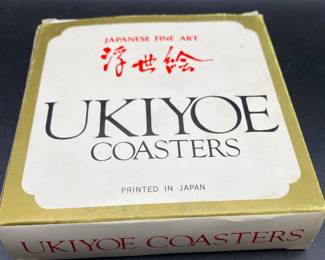 JAPANESE FINE ART
浮世絵
UKIYOE
COASTERS
PRINTED IN JAPAN
UKIYOE COASTERS